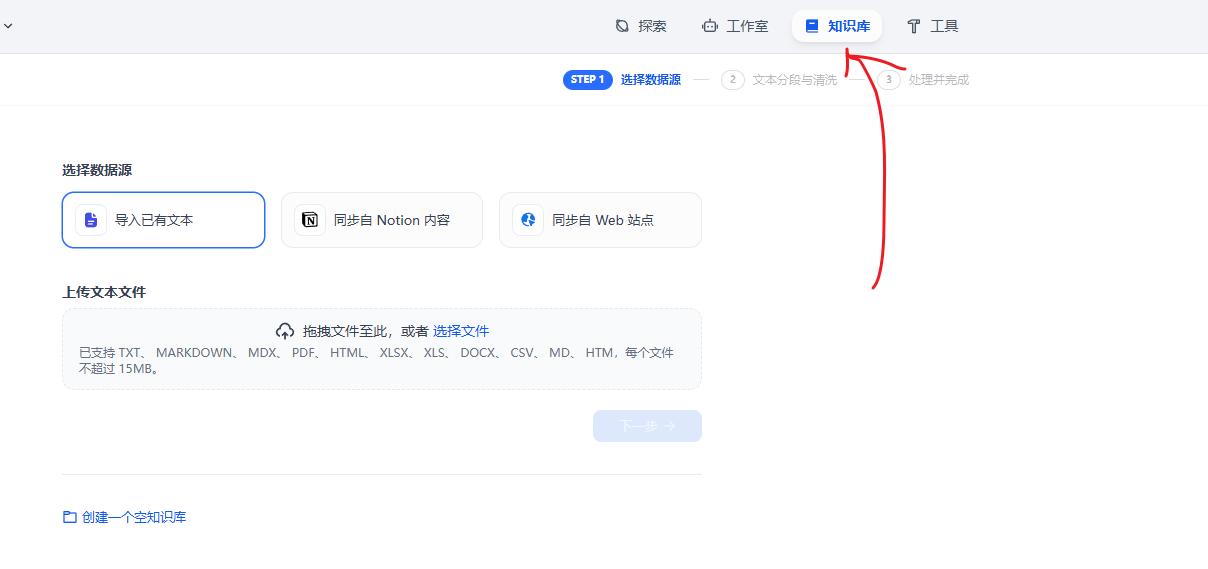 探索 工作室 知识库 工具
STEP 1 选择数据源 2 文本分段与清洗 3 处理并完成
选择数据源
导入已有文本 同步自 Notion 内容 同步自 Web 站点
上传文本文件
拖拽文件至此，或者 选择文件
已支持 TXT、 MARKDOWN、 MDX、 PDF、 HTML、 XLSX、 XLS、 DOCX、 CSV、 MD、 HTM，每个文件
不超过 15MB。
下一步 →
创建一个空知识库